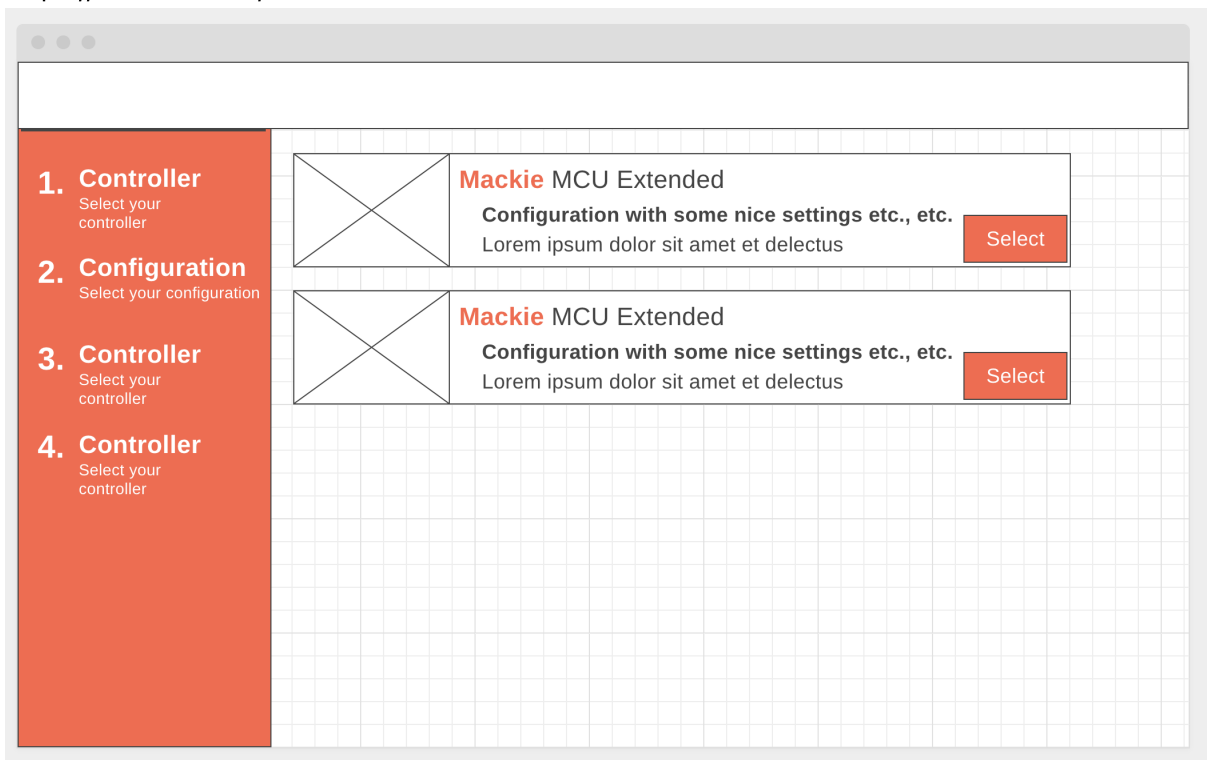 1. Controller
Select your
controller
2. Configuration
Select your configuration
3. Controller
Select your
controller
4. Controller
Select your
controller
Mackie MCU Extended
Configuration with some nice settings etc., etc.
Lorem ipsum dolor sit amet et delectus
Select
Mackie MCU Extended
Configuration with some nice settings etc., etc.
Lorem ipsum dolor sit amet et delectus
Select